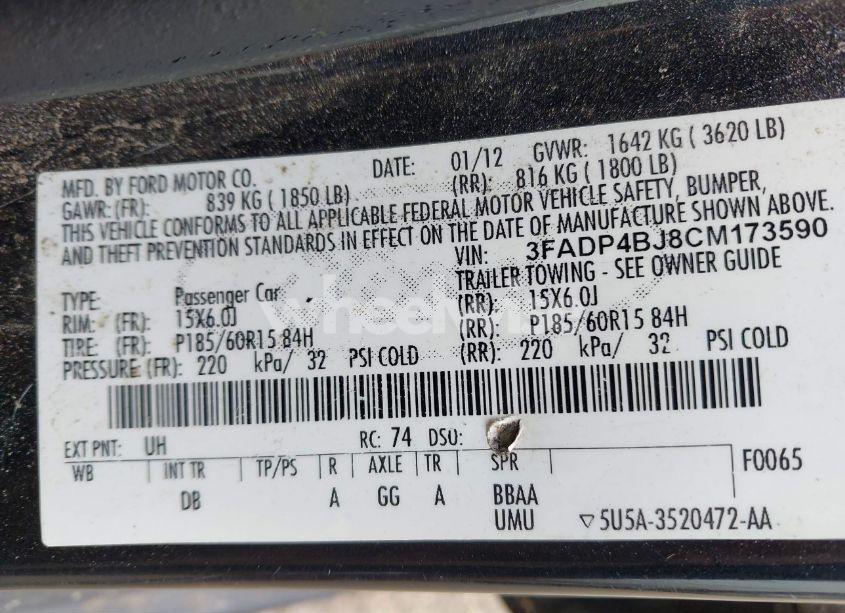 MFD. BY FORD MOTOR CO. DATE: 01/12 GVWR: 1642 KG ( 3620 LB)
GAWR: (FR): 839 KG ( 1850 LB) (RR): 816 KG ( 1800 LB)
THIS VEHICLE CONFORMS TO ALL APPLICABLE FEDERAL MOTOR VEHICLE SAFETY, BUMPER,
AND THEFT PREVENTION STANDARDS IN EFFECT ON THE DATE OF MANUFACTURE SHOWN ABOVE.
VIN: 3FADP4BJ8CM173590
TYPE: Passenger Car TRAILER TOWING - SEE OWNER GUIDE
RIM: (FR): 15X6.0J (RR): 15X6.0J
TIRE: (FR): P185/60R15 84H (RR): P185/60R15 84H
PRESSURE: (FR): 220 kPa/ 32 PSI COLD (RR): 220 kPa/ 32 PSI COLD
EXT PNT: UH RC: 74 DSO:
WB INT TR TP/PS R AXLE TR SPR F0065
DB A GG A BBAA
UMU ▽5U5A-3520472-AA